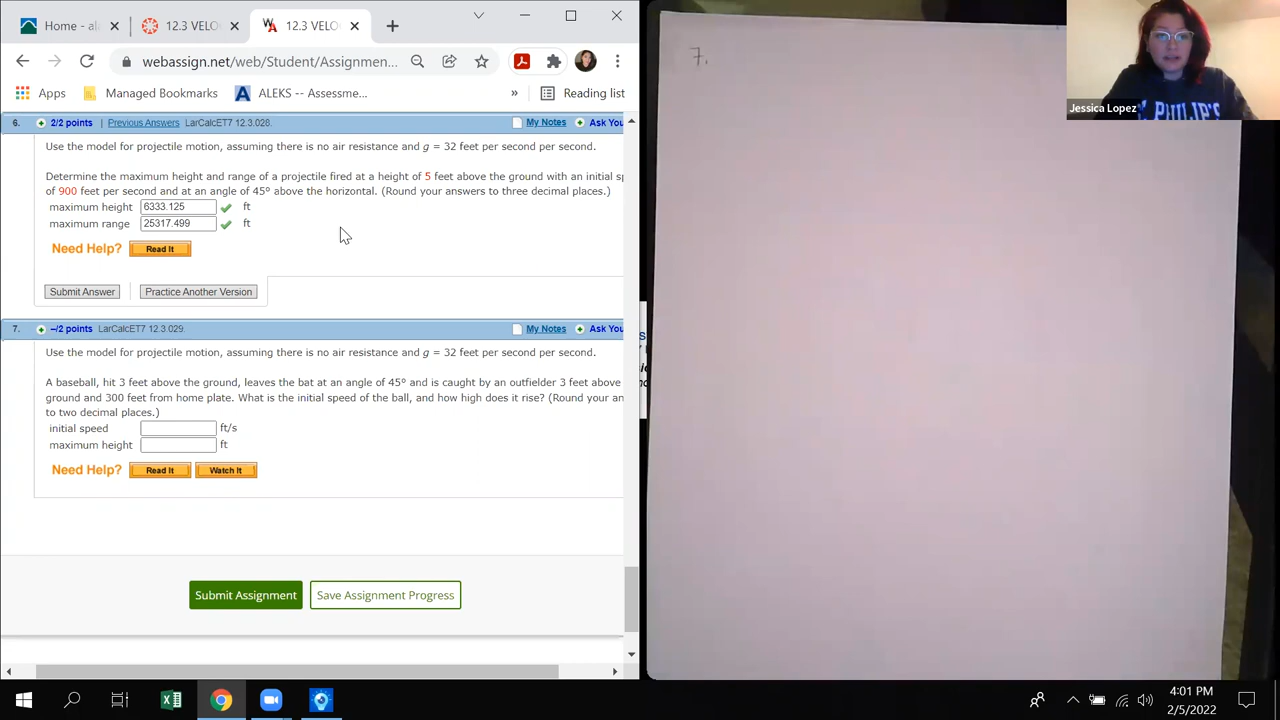 Home - al
12.3 VELO
12.3 VELO
webassign.net/web/Student/Assignmen...
Apps
Managed Bookmarks
ALEKS -- Assessme...
»
Reading list
6.
2/2 points | Previous Answers LarCalcET7 12.3.028.
My Notes
Ask You
Use the model for projectile motion, assuming there is no air resistance and g = 32 feet per second per second.
Determine the maximum height and range of a projectile fired at a height of 5 feet above the ground with an initial sp
of 900 feet per second and at an angle of 45° above the horizontal. (Round your answers to three decimal places.)
maximum height 6333.125 ft
maximum range 25317.499 ft
Need Help? Read It
Submit Answer
Practice Another Version
7.
–/2 points LarCalcET7 12.3.029.
My Notes
Ask You
Use the model for projectile motion, assuming there is no air resistance and g = 32 feet per second per second.
A baseball, hit 3 feet above the ground, leaves the bat at an angle of 45° and is caught by an outfielder 3 feet above
ground and 300 feet from home plate. What is the initial speed of the ball, and how high does it rise? (Round your an
to two decimal places.)
initial speed ft/s
maximum height ft
Need Help? Read It Watch It
Submit Assignment
Save Assignment Progress
7.
Jessica Lopez
PHILIP'S
4:01 PM
2/5/2022